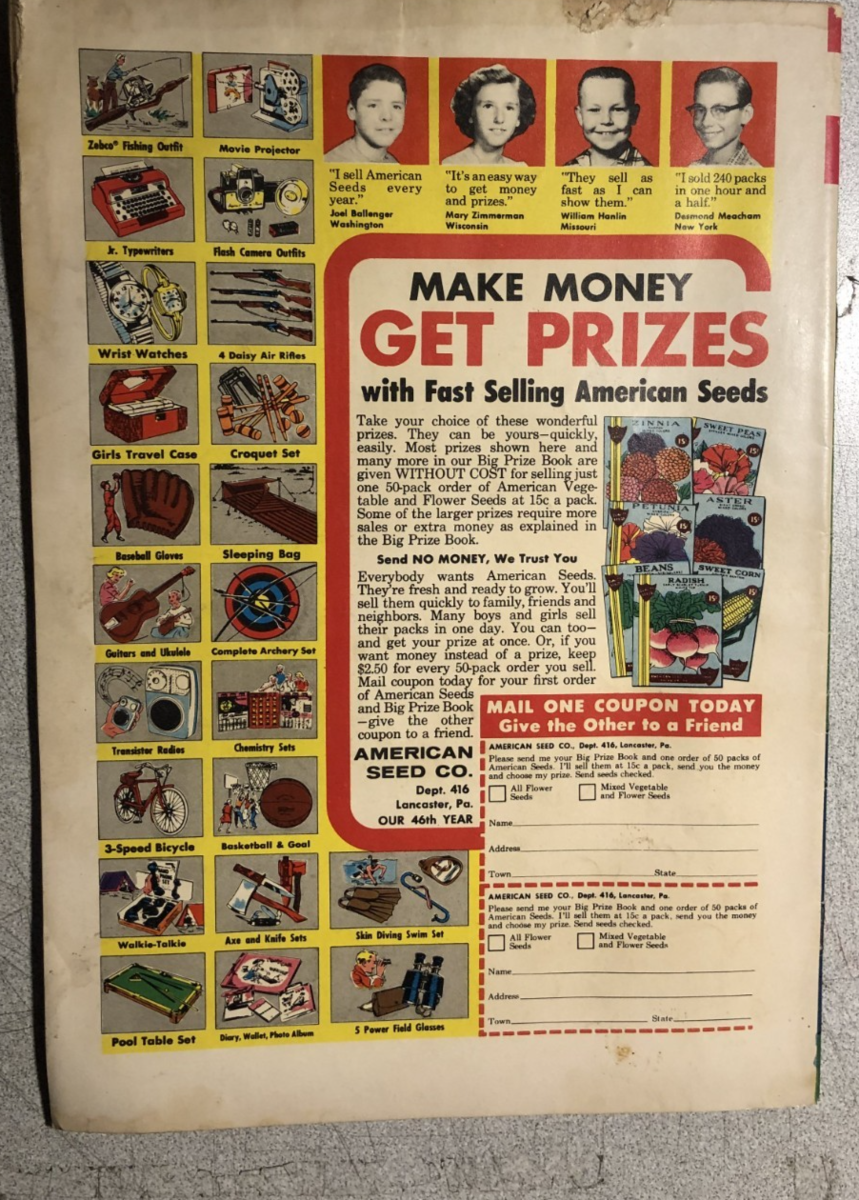 Zebco® Fishing Outfit
Movie Projector
Jr. Typewriters
Flash Camera Outfits
Wrist Watches
4 Daisy Air Rifles
Girls Travel Case
Croquet Set
Baseball Gloves
Sleeping Bag
Guitars and Ukulele
Complete Archery Set
Transistor Radios
Chemistry Sets
3-Speed Bicycle
Basketball & Goal
Walkie-Talkie
Axe and Knife Sets
Skin Diving Swim Set
Pool Table Set
Diary, Wallet, Photo Album
5 Power Field Glasses
"I sell American
Seeds every
year."
Joel Ballenger
Washington
"It's an easy way
to get money
and prizes."
Mary Zimmerman
Wisconsin
"They sell as
fast as I can
show them."
William Hanlin
Missouri
"I sold 240 packs
in one hour and
a half."
Desmond Meacham
New York
MAKE MONEY
GET PRIZES
with Fast Selling American Seeds
Take your choice of these wonderful
prizes. They can be yours—quickly,
easily. Most prizes shown here and
many more in our Big Prize Book are
given WITHOUT COST for selling just
one 50-pack order of American Vege-
table and Flower Seeds at 15c a pack.
Some of the larger prizes require more
sales or extra money as explained in
the Big Prize Book.
Send NO MONEY, We Trust You
Everybody wants American Seeds.
They're fresh and ready to grow. You'll
sell them quickly to family, friends and
neighbors. Many boys and girls sell
their packs in one day. You can too—
and get your prize at once. Or, if you
want money instead of a prize, keep
$2.50 for every 50-pack order you sell.
Mail coupon today for your first order
of American Seeds
and Big Prize Book
—give the other
coupon to a friend.
AMERICAN
SEED CO.
Dept. 416
Lancaster, Pa.
OUR 46th YEAR
ZINNIA
15¢
SWEET PEAS
15¢
PETUNIA
15¢
ASTER
15¢
BEANS
SWEET CORN
15¢
RADISH
15¢
MAIL ONE COUPON TODAY
Give the Other to a Friend
AMERICAN SEED CO., Dept. 416, Lancaster, Pa.
Please send me your Big Prize Book and one order of 50 packs of
American Seeds. I'll sell them at 15c a pack, send you the money
and choose my prize. Send seeds checked.
All Flower
Seeds
Mixed Vegetable
and Flower Seeds
Name
Address
Town State
AMERICAN SEED CO., Dept. 416, Lancaster, Pa.
Please send me your Big Prize Book and one order of 50 packs of
American Seeds. I'll sell them at 15c a pack, send you the money
and choose my prize. Send seeds checked.
All Flower
Seeds
Mixed Vegetable
and Flower Seeds
Name
Address
Town State